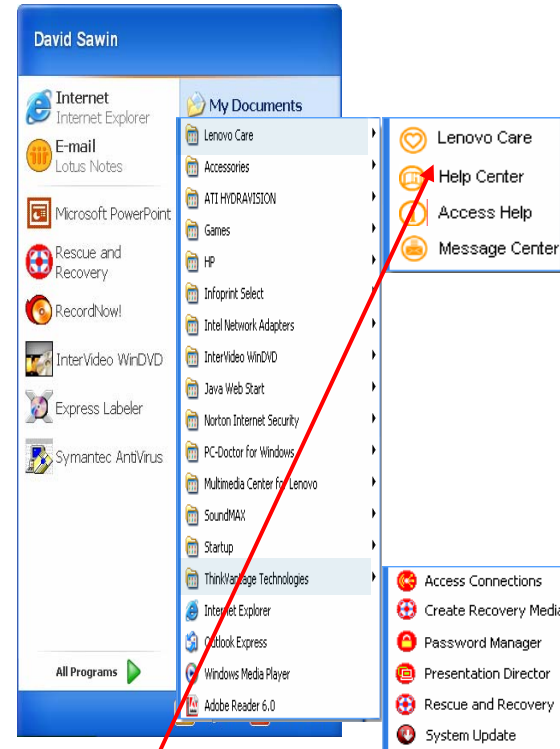 David Sawin
Internet
Internet Explorer
E-mail
Lotus Notes
Microsoft PowerPoint
Rescue and
Recovery
RecordNow!
InterVideo WinDVD
Express Labeler
Symantec AntiVirus
All Programs
My Documents
Lenovo Care
Accessories
ATI HYDRAVISION
Games
HP
Infoprint Select
Intel Network Adapters
InterVideo WinDVD
Java Web Start
Norton Internet Security
PC-Doctor for Windows
Multimedia Center for Lenovo
SoundMAX
Startup
ThinkVantage Technologies
Internet Explorer
Outlook Express
Windows Media Player
Adobe Reader 6.0
Lenovo Care
Help Center
Access Help
Message Center
Access Connections
Create Recovery Media
Password Manager
Presentation Director
Rescue and Recovery
System Update